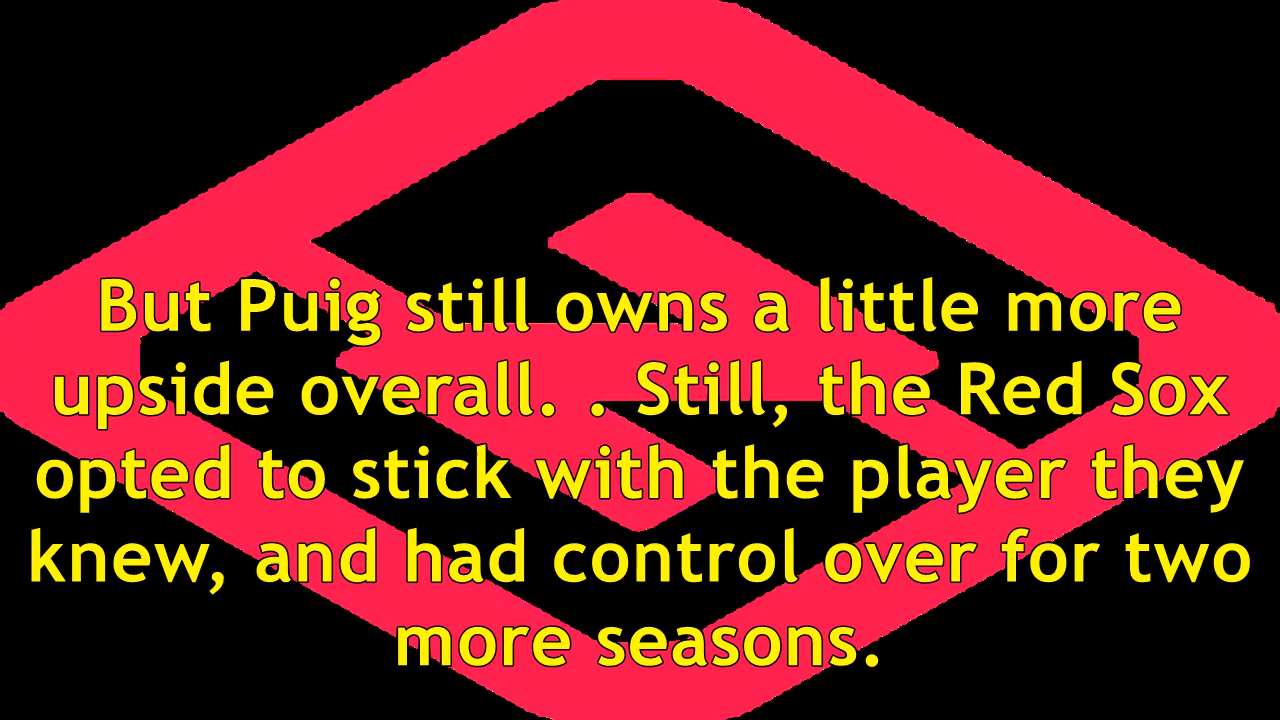 But Puig still owns a little more
upside overall. . Still, the Red Sox
opted to stick with the player they
knew, and had control over for two
more seasons.